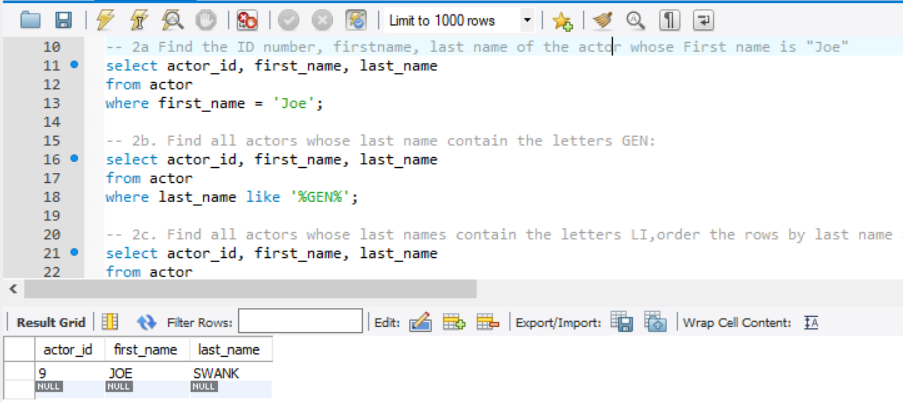 Limit to 1000 rows
10 -- 2a Find the ID number, firstname, last name of the actor whose First name is "Joe"
11 select actor_id, first_name, last_name
12 from actor
13 where first_name = 'Joe';
14
15 -- 2b. Find all actors whose last name contain the letters GEN:
16 select actor_id, first_name, last_name
17 from actor
18 where last_name like '%GEN%';
19
20 -- 2c. Find all actors whose last names contain the letters LI,order the rows by last name
21 select actor_id, first_name, last_name
22 from actor
Result Grid Filter Rows: Edit: Export/Import: Wrap Cell Content: IA
actor_id first_name last_name
9 JOE SWANK
NULL NULL NULL